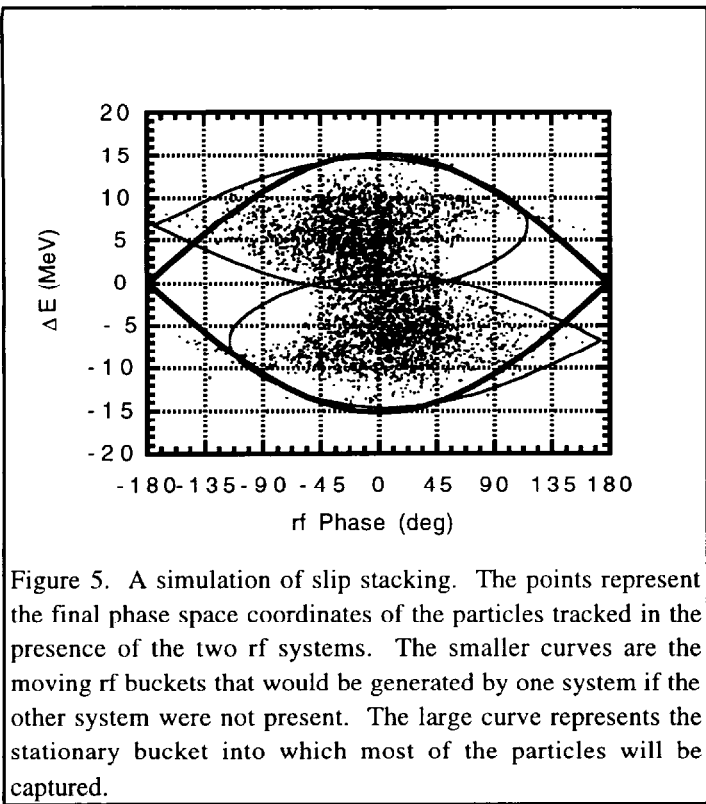 20
15
10
5
0
- 5
-10
-15
-20
Δ E (MeV)
-180-135-90 -45 0 45 90 135 180
rf Phase (deg)
Figure 5. A simulation of slip stacking. The points represent
the final phase space coordinates of the particles tracked in the
presence of the two rf systems. The smaller curves are the
moving rf buckets that would be generated by one system if the
other system were not present. The large curve represents the
stationary bucket into which most of the particles will be
captured.